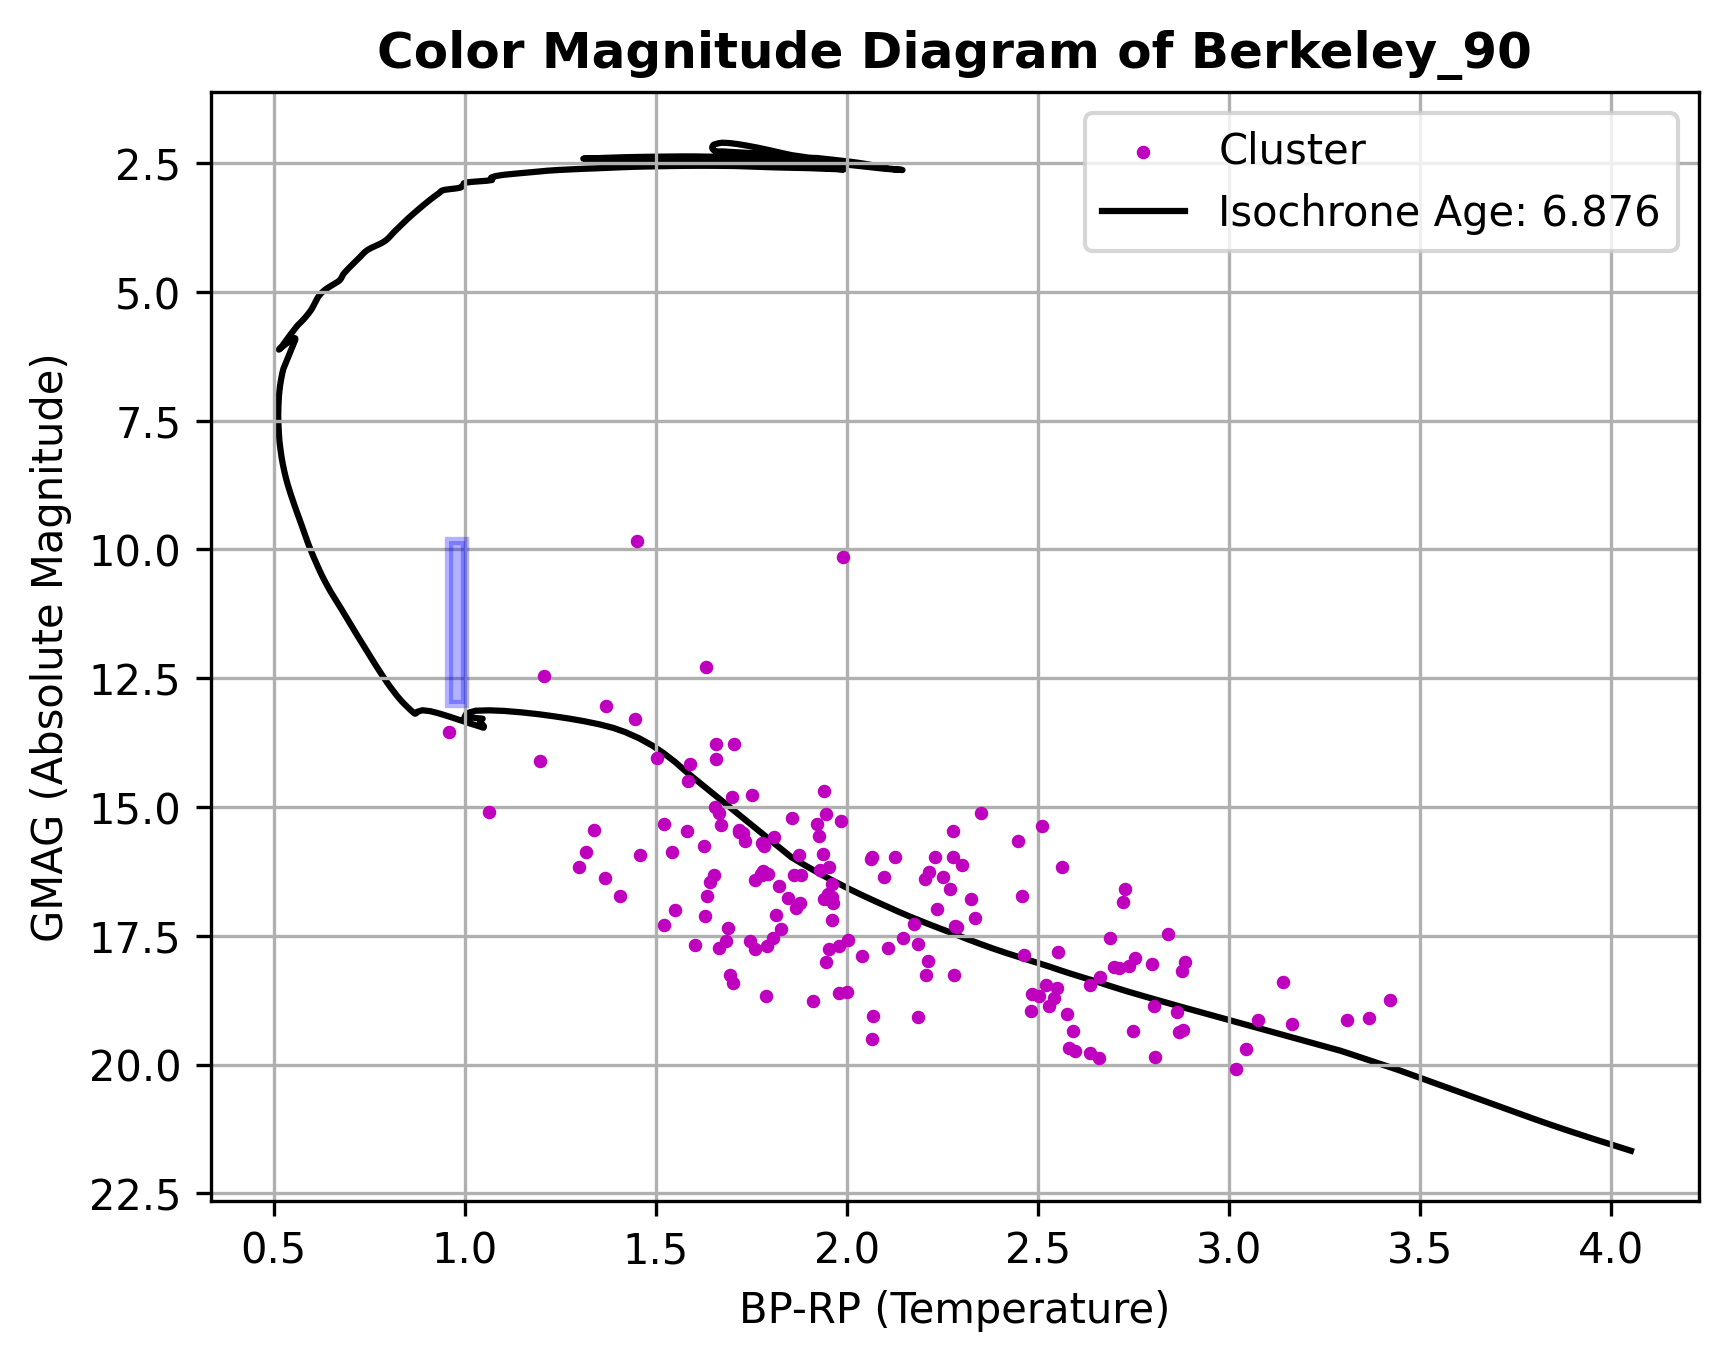 Color Magnitude Diagram of Berkeley_90
Cluster
Isochrone Age: 6.876
GMAG (Absolute Magnitude)
2.5
5.0
7.5
10.0
12.5
15.0
17.5
20.0
22.5
0.5 1.0 1.5 2.0 2.5 3.0 3.5 4.0
BP-RP (Temperature)